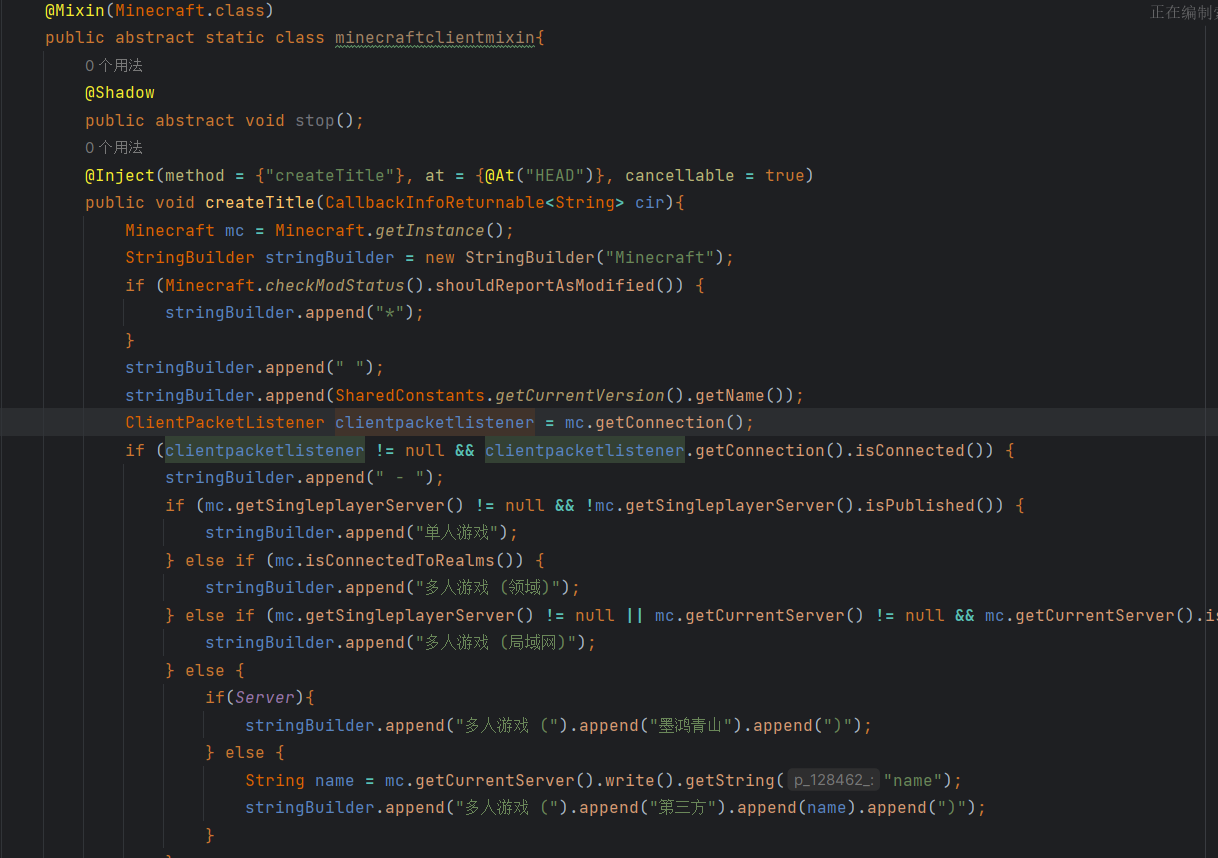 @Mixin(Minecraft.class)
正在编制
public abstract static class minecraftclientmixin{
0 个用法
@Shadow
public abstract void stop();
0 个用法
@Inject(method = {"createTitle"}, at = {@At("HEAD")}, cancellable = true)
public void createTitle(CallbackInfoReturnable<String> cir){
Minecraft mc = Minecraft.getInstance();
StringBuilder stringBuilder = new StringBuilder("Minecraft");
if (Minecraft.checkModStatus().shouldReportAsModified()) {
stringBuilder.append("*");
}
stringBuilder.append(" ");
stringBuilder.append(SharedConstants.getCurrentVersion().getName());
ClientPacketListener clientpacketlistener = mc.getConnection();
if (clientpacketlistener != null && clientpacketlistener.getConnection().isConnected()) {
stringBuilder.append(" - ");
if (mc.getSingleplayerServer() != null && !mc.getSingleplayerServer().isPublished()) {
stringBuilder.append("单人游戏");
} else if (mc.isConnectedToRealms()) {
stringBuilder.append("多人游戏 (领域)");
} else if (mc.getSingleplayerServer() != null || mc.getCurrentServer() != null && mc.getCurrentServer().is
stringBuilder.append("多人游戏 (局域网)");
} else {
if(Server){
stringBuilder.append("多人游戏 (").append("墨鸿青山").append(")");
} else {
String name = mc.getCurrentServer().write().getString( p_128462_: "name");
stringBuilder.append("多人游戏 (").append("第三方").append(name).append(")");
}